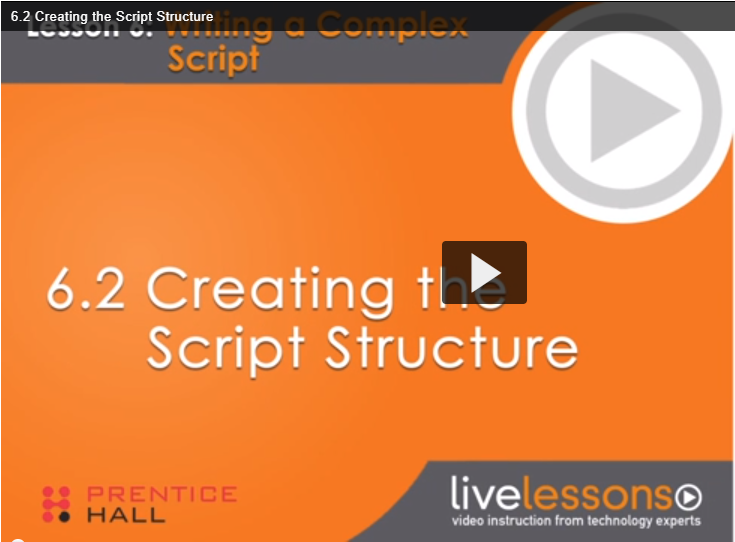 6.2 Creating the Script Structure
Lesson 6: Writing a Complex
Script
6.2 Creating the
Script Structure
PRENTICE
HALL
livelessons
video instruction from technology experts